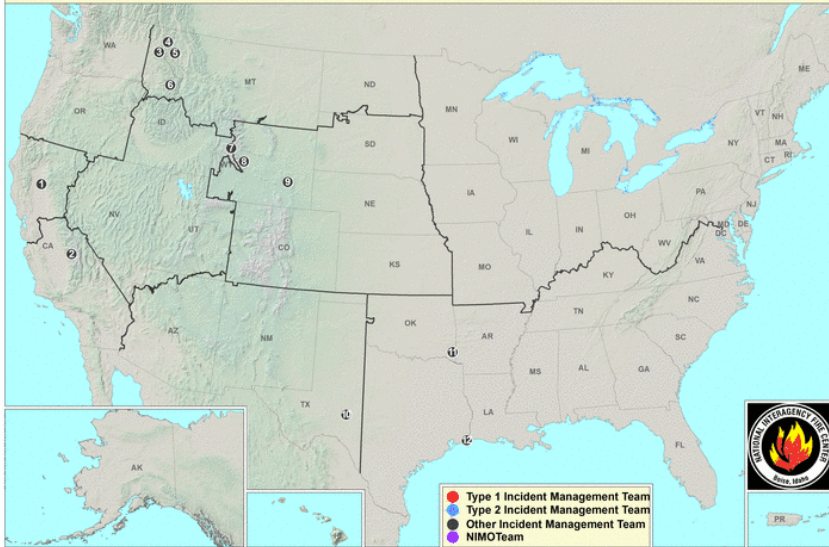 WA
MT
ND
MN
ME
OR
ID
SD
WI
MI
VT
NH
NY
MA
CT
RI
WY
NE
IA
PA
NJ
NV
UT
CO
IL
IN
OH
MD
DE
DC
WV
VA
CA
KS
MO
KY
AZ
NM
OK
AR
TN
NC
SC
MS
AL
GA
TX
LA
FL
AK
PR
1
2
3
4
5
6
7
8
9
10
11
12
NATIONAL INTERAGENCY FIRE CENTER
Boise, Idaho
Type 1 Incident Management Team
Type 2 Incident Management Team
Other Incident Management Team
NIMOTeam